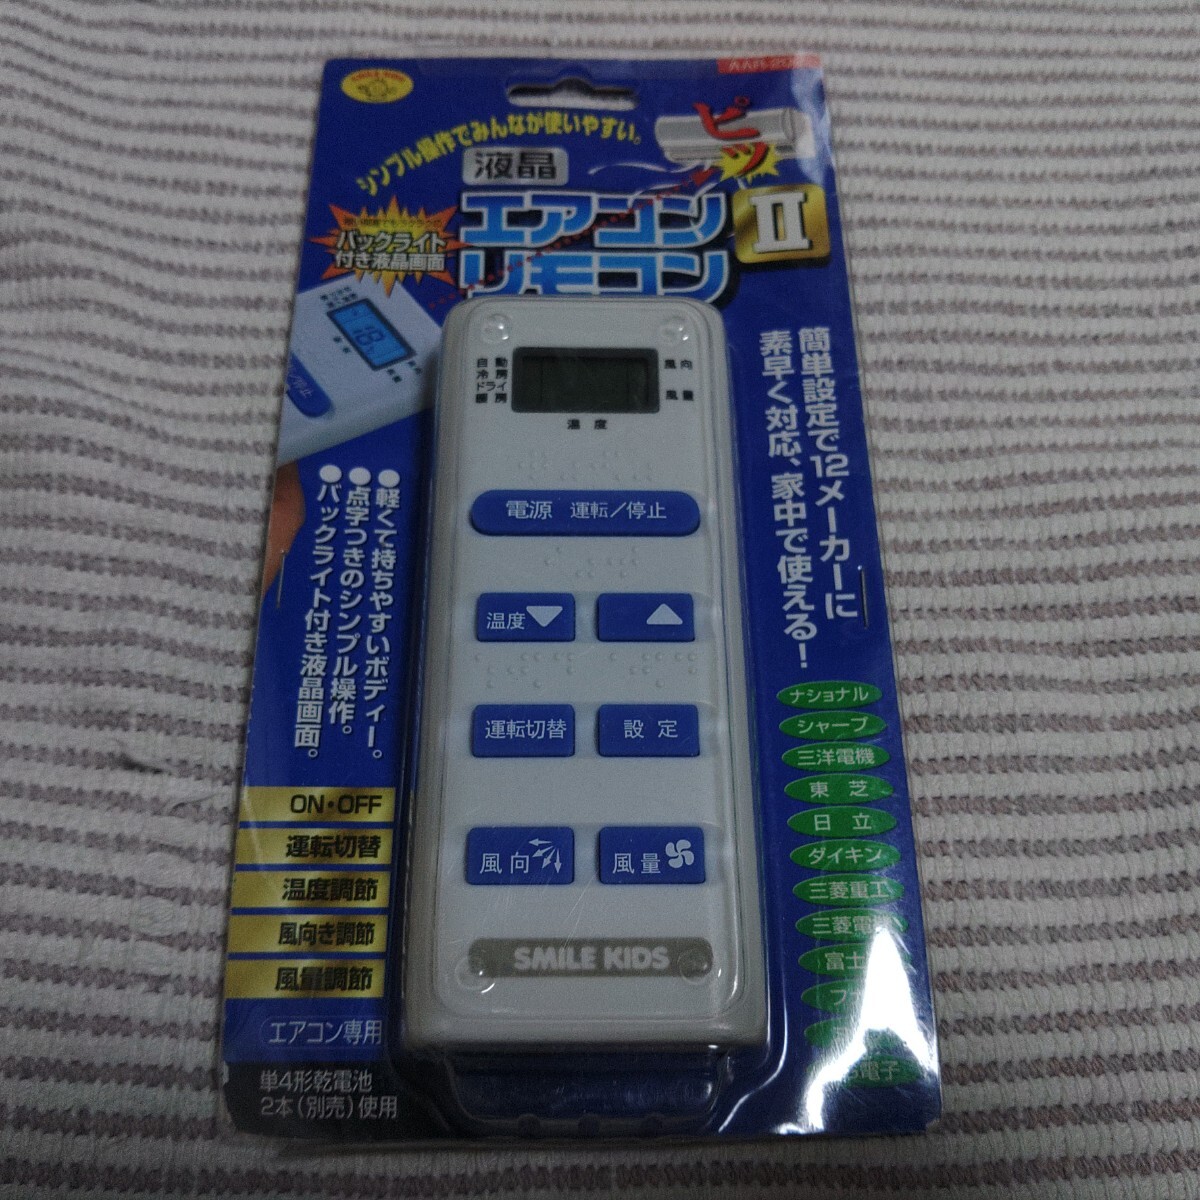 シンプル操作でみんなが使いやすい。
ピッ
液晶
エアコン
リモコン
II
バックライト
付き液晶画面
簡単設定で12メーカーに
素早く対応、家中で使える!
自動
冷房
ドライ
暖房
風向
風量
温度
電源 運転/停止
温度
運転切替
設定
風向
風量
SMILE KIDS
●軽くて持ちやすいボディー。
●点字つきのシンプル操作。
●バックライト付き液晶画面。
ON・OFF
運転切替
温度調節
風向き調節
風量調節
エアコン専用
単4形乾電池
2本(別売)使用
ナショナル
シャープ
三洋電機
東芝
日立
ダイキン
三菱重工
三菱電
富士
電子